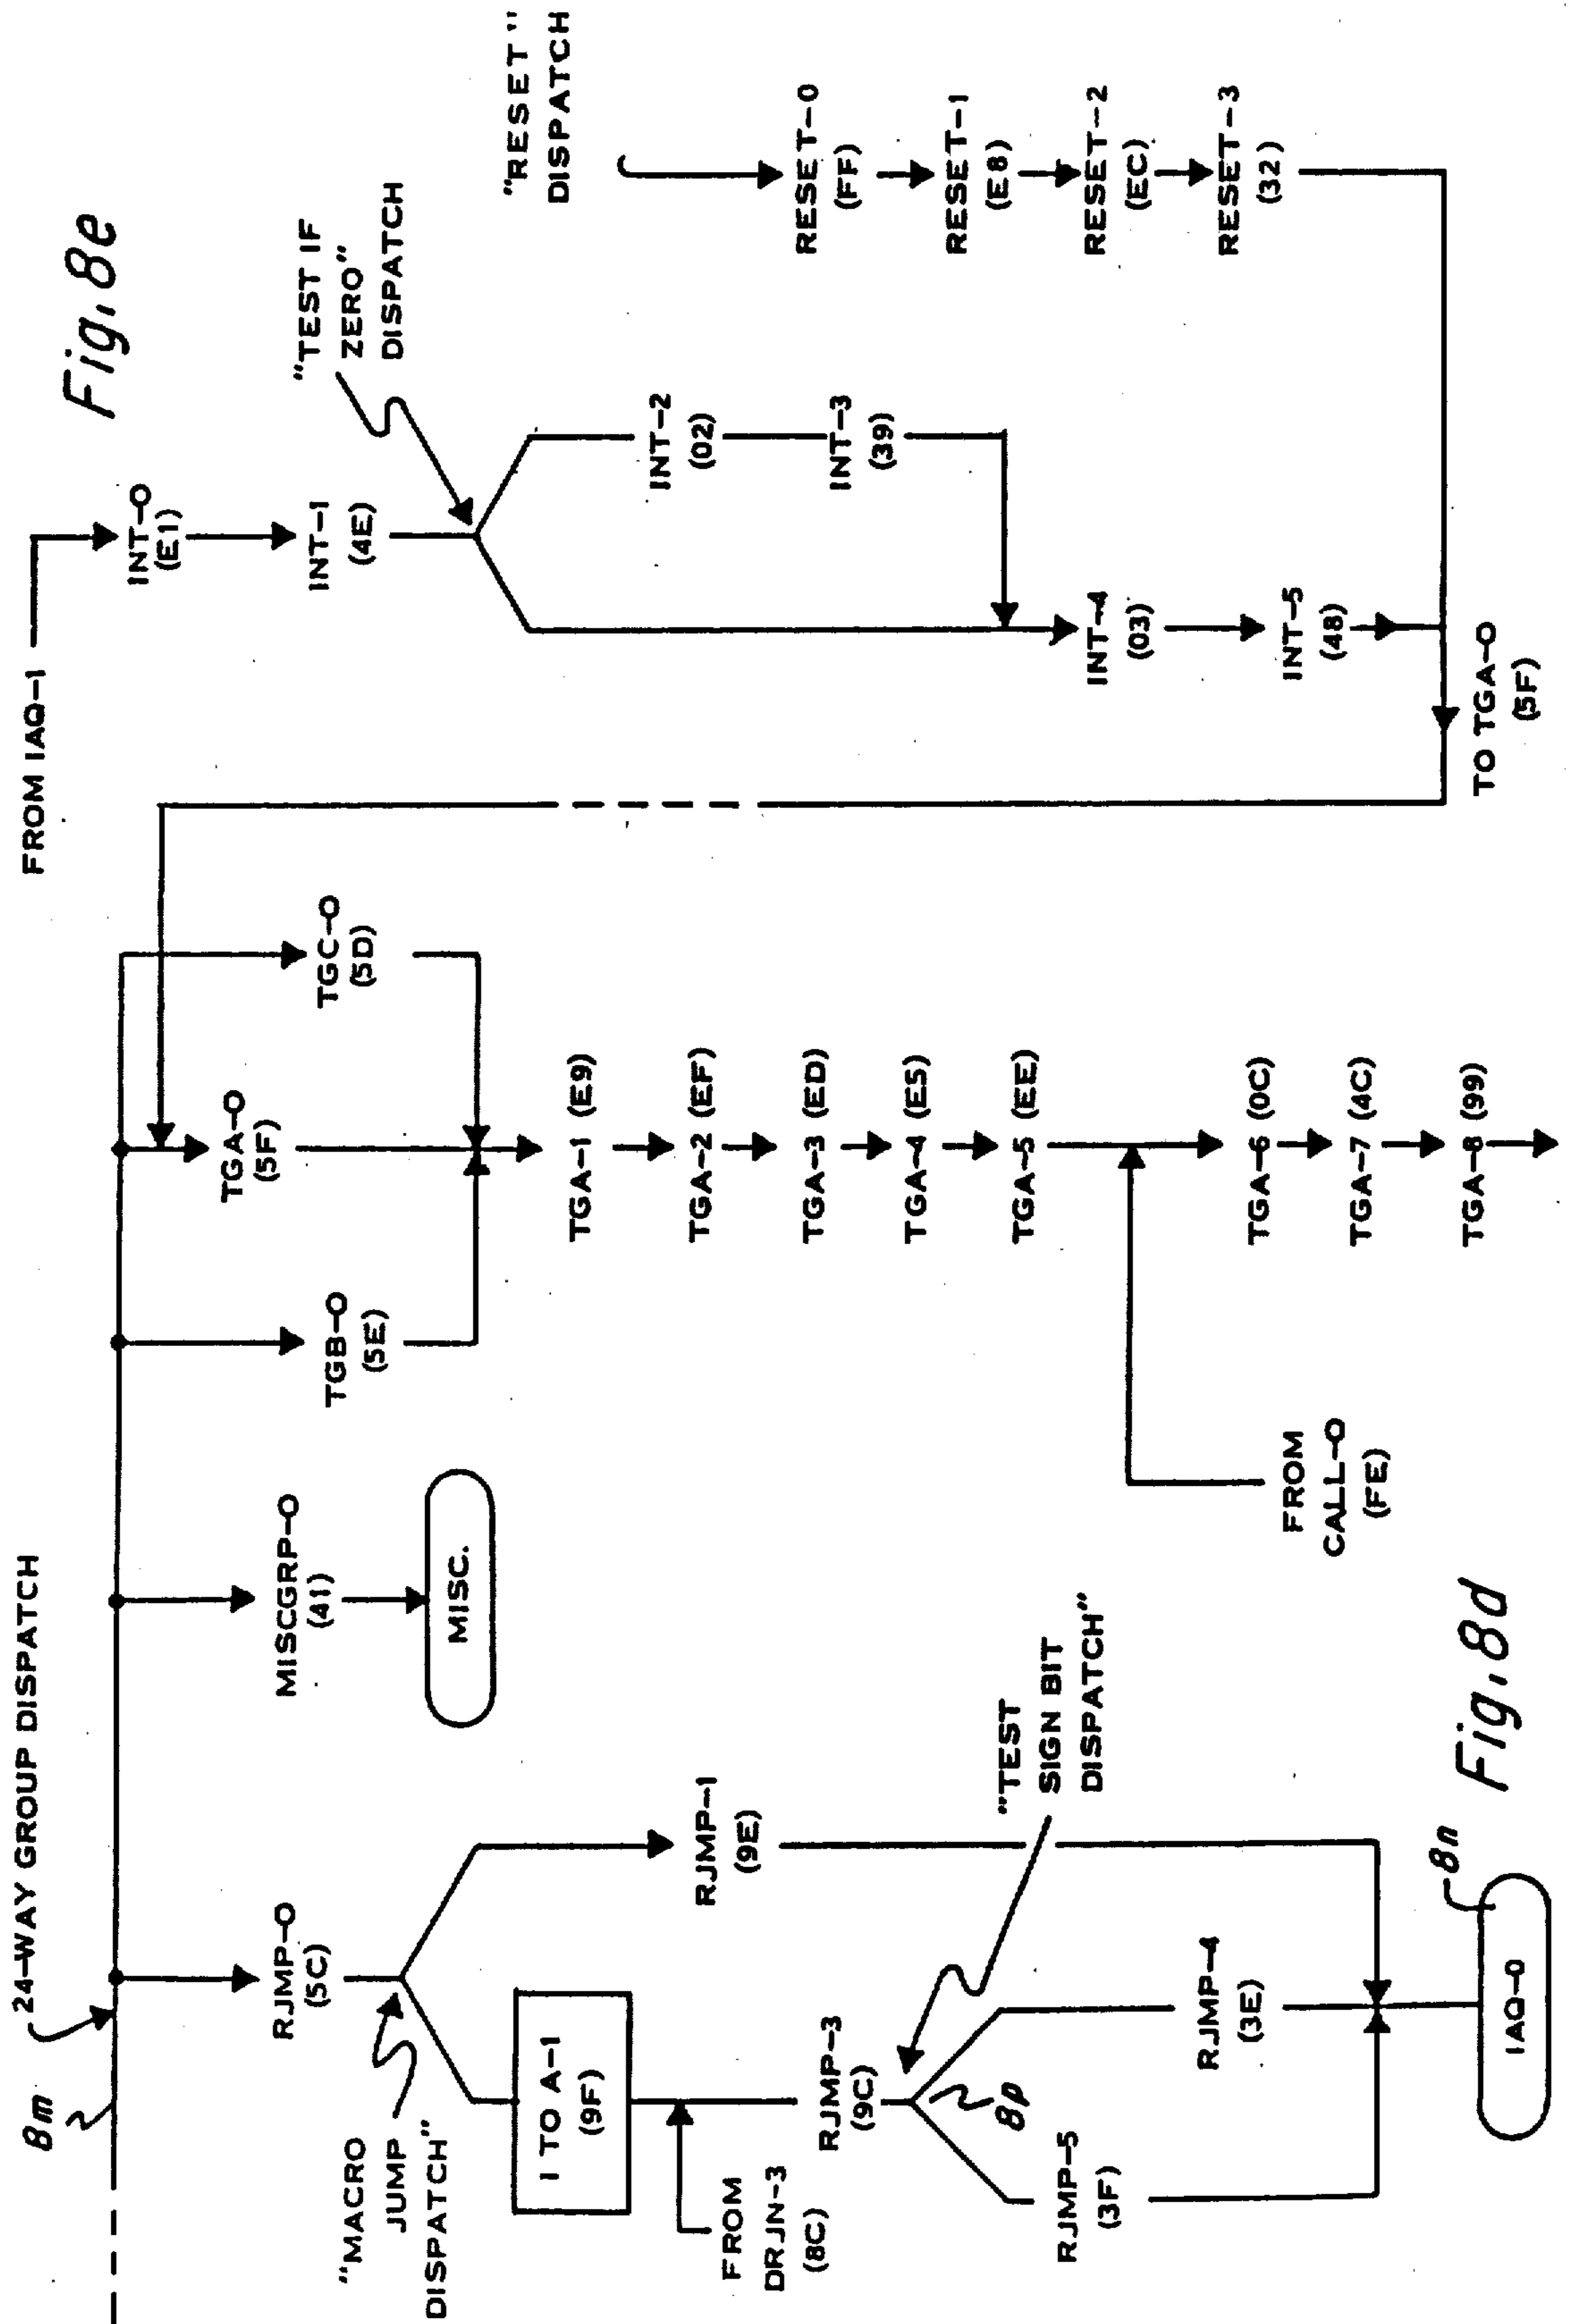 8m
24-WAY GROUP DISPATCH
RJMP-0
(5C)
"MACRO
JUMP
DISPATCH"
1 TO A-1
(9F)
RJMP-1
(9E)
FROM
DRJN-3
(8C)
RJMP-3
(9C)
"TEST
SIGN BIT
DISPATCH"
8p
RJMP-5
(3F)
RJMP-4
(3E)
8n
IAQ-0
Fig. 8d
MISCGRP-0
(41)
MISC.
TGB-0
(5E)
TGA-0
(5F)
TGC-0
(5D)
TGA-1 (E9)
TGA-2 (EF)
TGA-3 (ED)
TGA-4 (E5)
TGA-5 (EE)
FROM
CALL-0
(FE)
TGA-6 (0C)
TGA-7 (4C)
TGA-8 (99)
FROM IAQ-1
Fig. 8e
INT-0
(E1)
INT-1
(4E)
"TEST IF
ZERO"
DISPATCH
INT-2
(02)
INT-3
(39)
INT-4
(03)
INT-5
(48)
TO TGA-0
(5F)
"RESET"
DISPATCH
RESET-0
(FF)
RESET-1
(E8)
RESET-2
(EC)
RESET-3
(32)